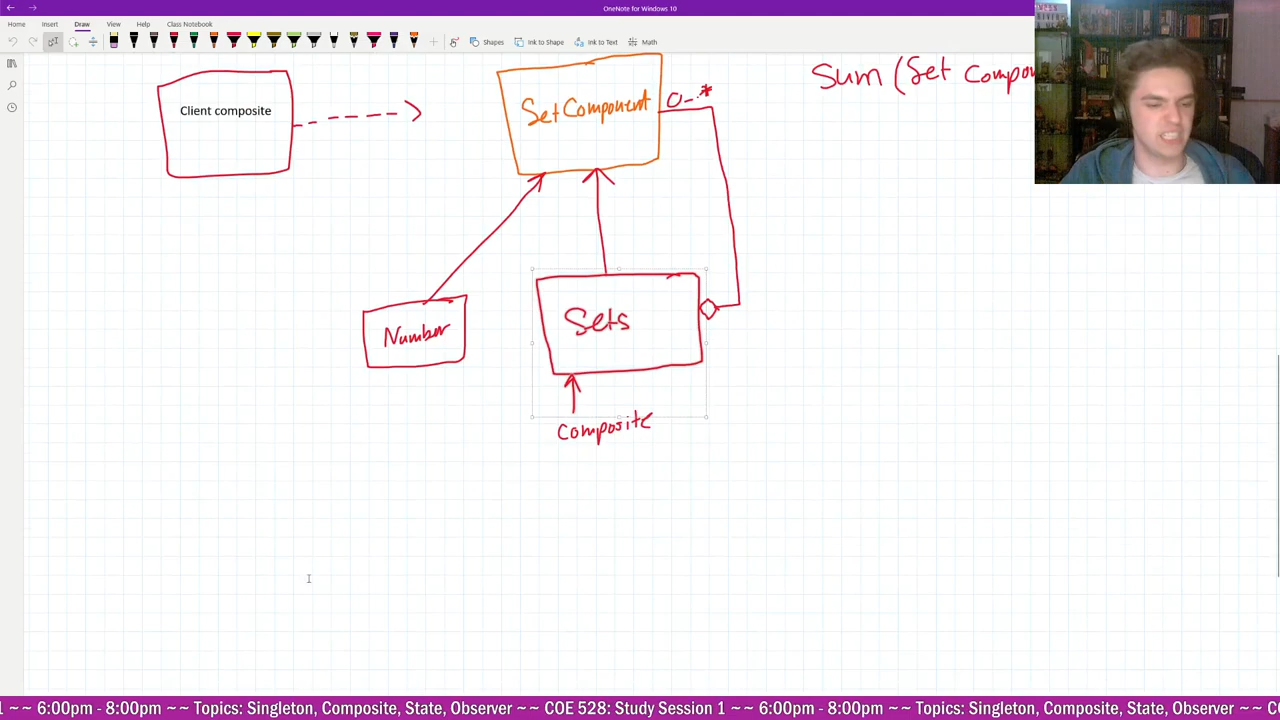 OneNote for Windows 10
Home Insert Draw View Help Class Notebook
Shapes Ink to Shape Ink to Text Math
Client composite
SetComponent
0-.*
Sum (Set Compon
Number
Sets
Composite
1 ~~ 6:00pm - 8:00pm ~~ Topics: Singleton, Composite, State, Observer ~~ COE 528: Study Session 1 ~~ 6:00pm - 8:00pm ~~ Topics: Singleton, Composite, State, Observer ~~ CO